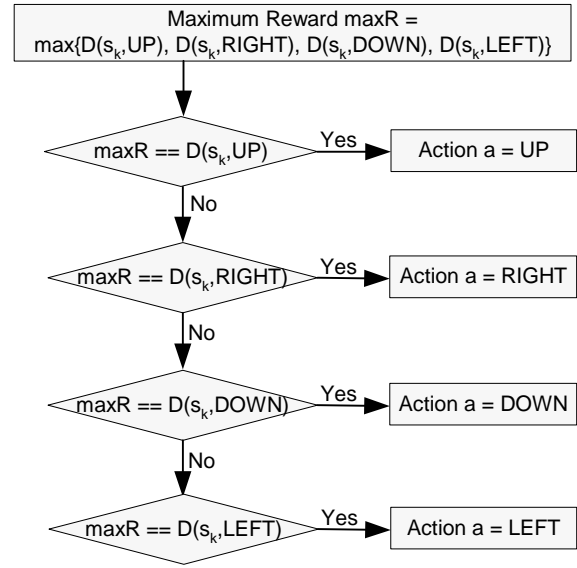 Maximum Reward maxR =
max{D(sₖ,UP), D(sₖ,RIGHT), D(sₖ,DOWN), D(sₖ,LEFT)}
maxR == D(sₖ,UP)
Yes
Action a = UP
No
maxR == D(sₖ,RIGHT)
Yes
Action a = RIGHT
No
maxR == D(sₖ,DOWN)
Yes
Action a = DOWN
No
maxR == D(sₖ,LEFT)
Yes
Action a = LEFT